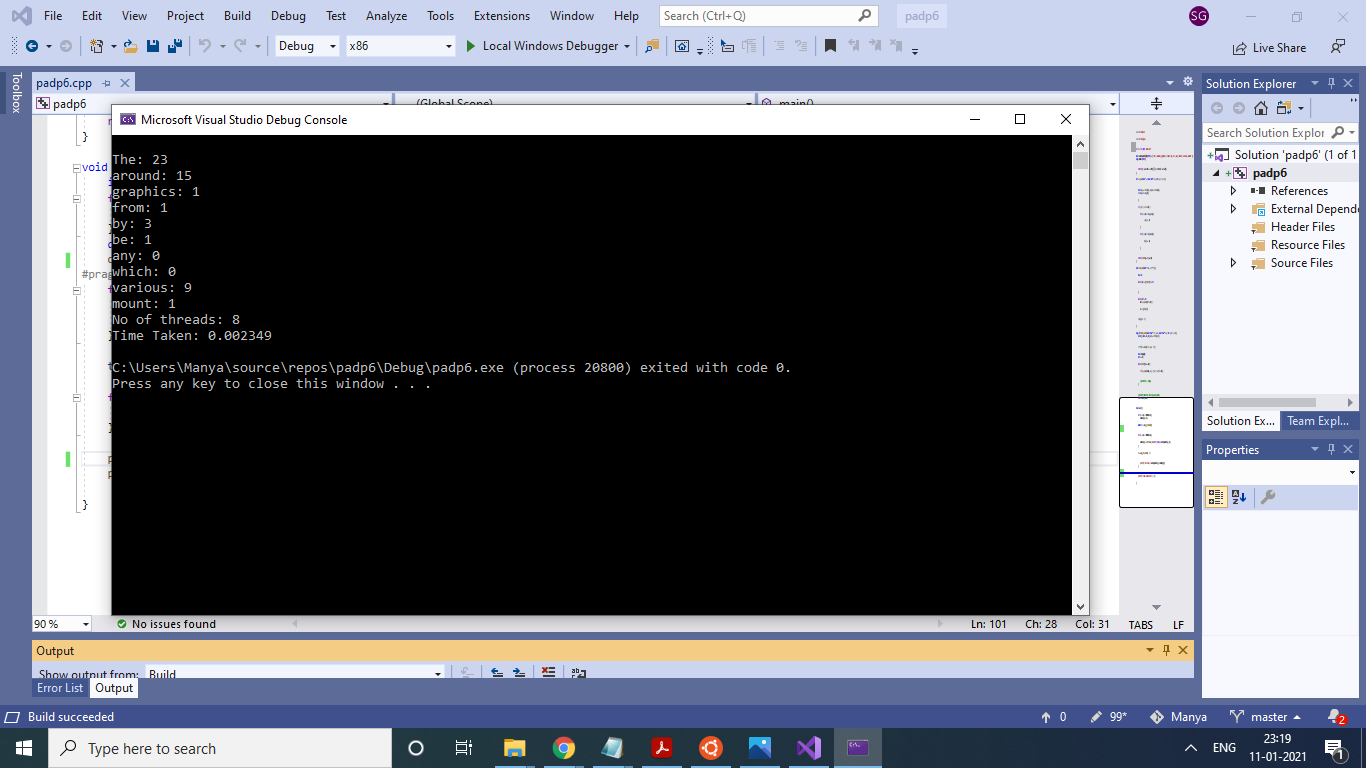 File Edit View Project Build Debug Test Analyze Tools Extensions Window Help Search (Ctrl+Q) padp6 SG
Debug x86 Local Windows Debugger Live Share
Toolbox
padp6.cpp
padp6 (Global Scope) main()
Microsoft Visual Studio Debug Console
}
void
#prag
}
The: 23
around: 15
graphics: 1
from: 1
by: 3
be: 1
any: 0
which: 0
various: 9
mount: 1
No of threads: 8
Time Taken: 0.002349
C:\Users\Manya\source\repos\padp6\Debug\padp6.exe (process 20800) exited with code 0.
Press any key to close this window . . .
90 % No issues found Ln: 101 Ch: 28 Col: 31 TABS LF
Output
Show output from: Build
Error List Output
Solution Explorer
Search Solution Explor
Solution 'padp6' (1 of 1
padp6
References
External Depende
Header Files
Resource Files
Source Files
Solution Ex... Team Expl...
Properties
Build succeeded 0 99* Manya master 2
Type here to search ENG 23:19
11-01-2021 1